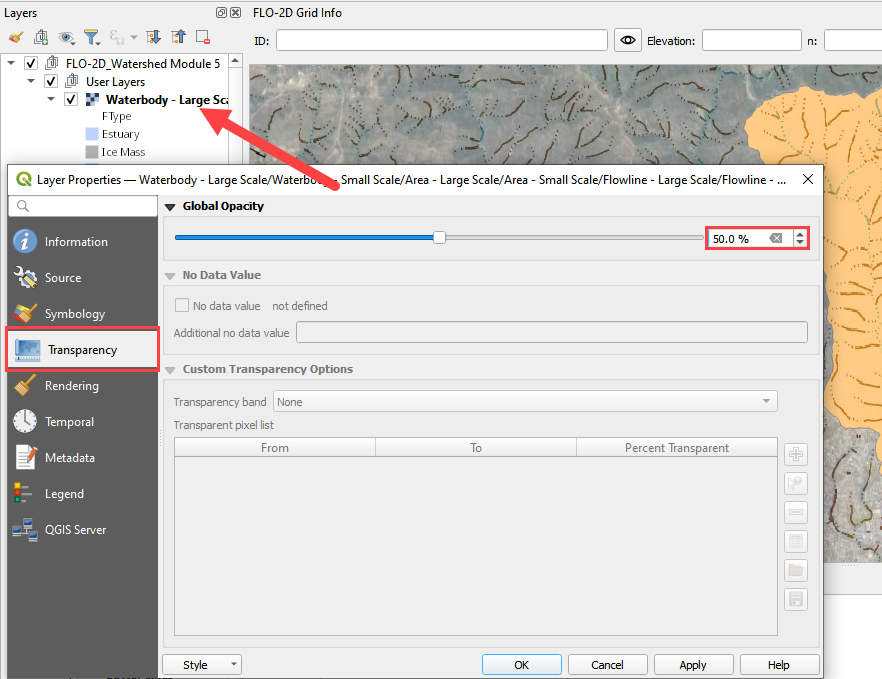 Layers
FLO-2D Grid Info
ID:
Elevation:
n:
FLO-2D_Watershed Module 5
User Layers
Waterbody - Large Sca
FType
Estuary
Ice Mass
Layer Properties — Waterbody - Large Scale/Waterbody - Small Scale/Area - Large Scale/Area - Small Scale/Flowline - Large Scale/Flowline - ...
Information
Source
Symbology
Transparency
Rendering
Temporal
Metadata
Legend
QGIS Server
Global Opacity
50.0 %
No Data Value
No data value not defined
Additional no data value
Custom Transparency Options
Transparency band None
Transparent pixel list
From To Percent Transparent
Style
OK Cancel Apply Help